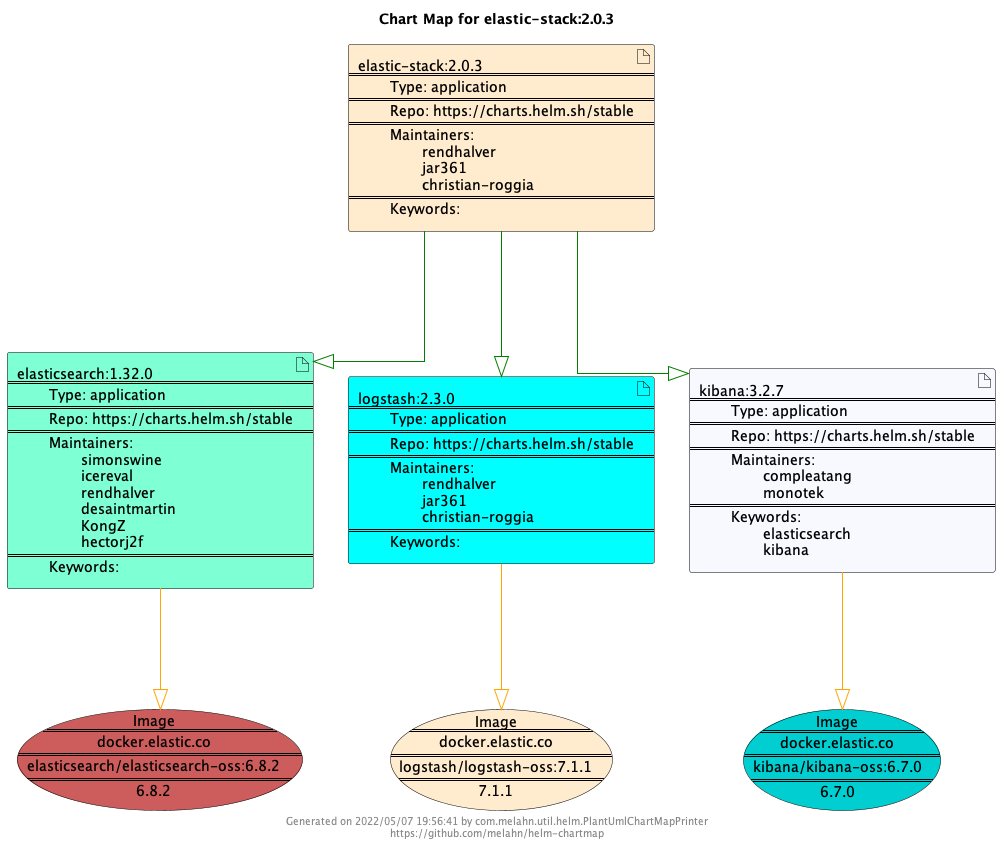 Chart Map for elastic-stack:2.0.3
elastic-stack:2.0.3
Type: application
Repo: https://charts.helm.sh/stable
Maintainers:
rendhalver
jar361
christian-roggia
Keywords:
elasticsearch:1.32.0
Type: application
Repo: https://charts.helm.sh/stable
Maintainers:
simonswine
icereval
rendhalver
desaintmartin
KongZ
hectorj2f
Keywords:
logstash:2.3.0
Type: application
Repo: https://charts.helm.sh/stable
Maintainers:
rendhalver
jar361
christian-roggia
Keywords:
kibana:3.2.7
Type: application
Repo: https://charts.helm.sh/stable
Maintainers:
compleatang
monotek
Keywords:
elasticsearch
kibana
Image
docker.elastic.co
elasticsearch/elasticsearch-oss:6.8.2
6.8.2
Image
docker.elastic.co
logstash/logstash-oss:7.1.1
7.1.1
Image
docker.elastic.co
kibana/kibana-oss:6.7.0
6.7.0
Generated on 2022/05/07 19:56:41 by com.melahn.util.helm.PlantUmlChartMapPrinter
https://github.com/melahn/helm-chartmap